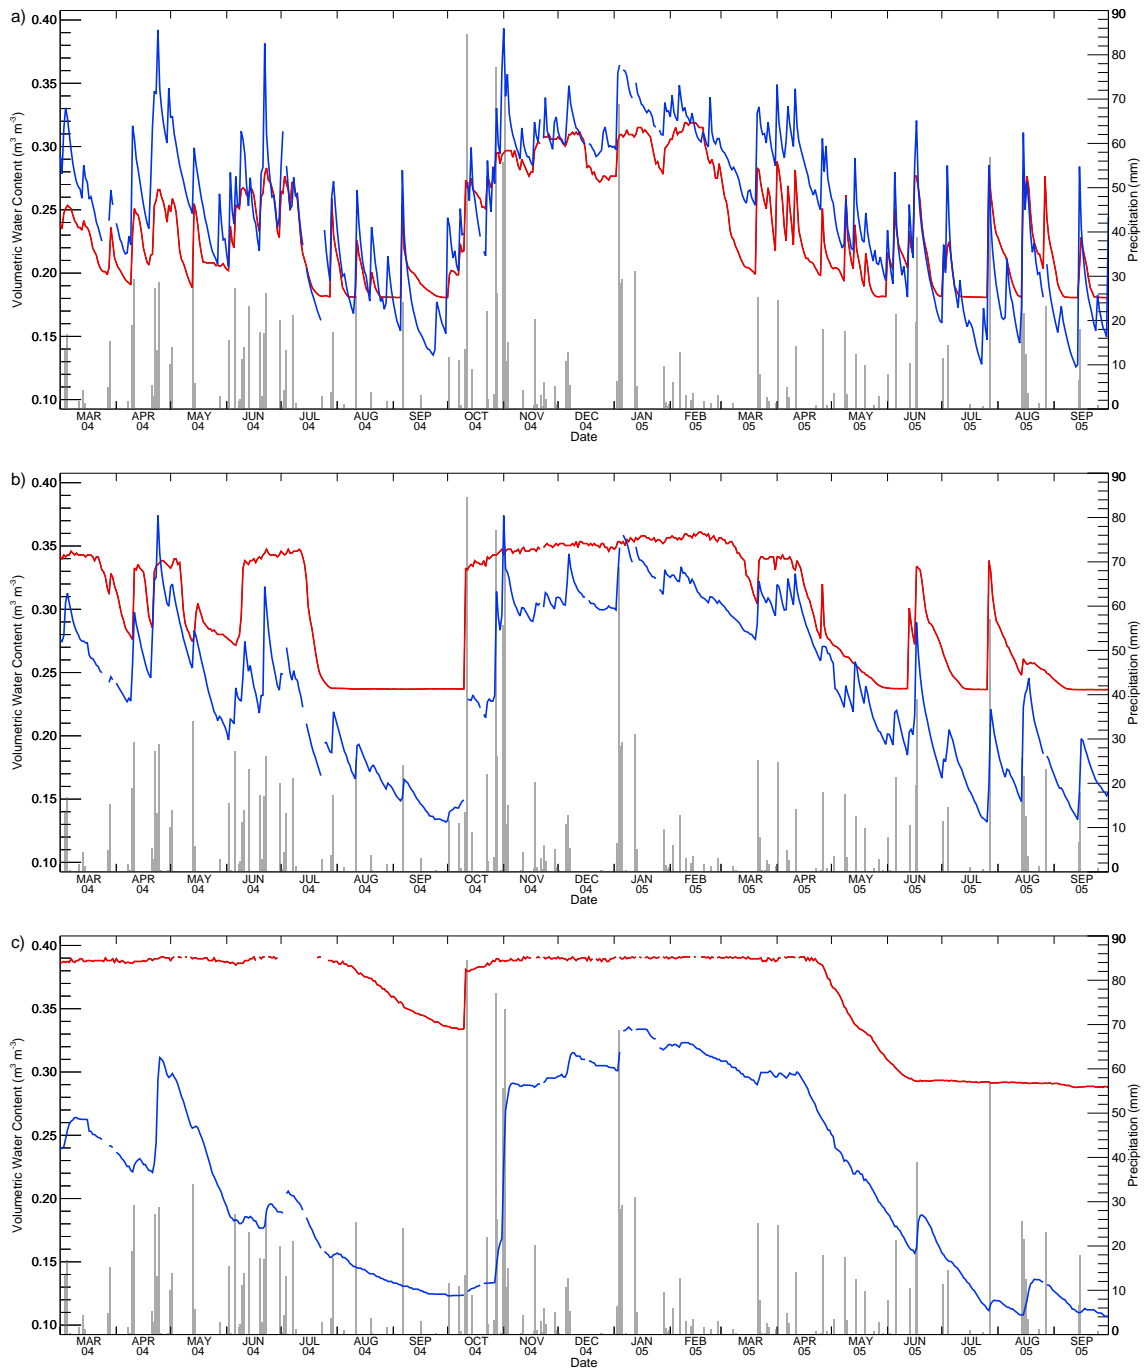 a)
0.40
0.35
0.30
0.25
0.20
0.15
0.10
Volumetric Water Content (m³ m⁻³)
90
80
70
60
50
40
30
20
10
0
Precipitation (mm)
MAR APR MAY JUN JUL AUG SEP OCT NOV DEC JAN FEB MAR APR MAY JUN JUL AUG SEP
04 04 04 04 04 04 04 04 04 04 05 05 05 05 05 05 05 05 05
Date
b)
0.40
0.35
0.30
0.25
0.20
0.15
0.10
Volumetric Water Content (m³ m⁻³)
90
80
70
60
50
40
30
20
10
0
Precipitation (mm)
MAR APR MAY JUN JUL AUG SEP OCT NOV DEC JAN FEB MAR APR MAY JUN JUL AUG SEP
04 04 04 04 04 04 04 04 04 04 05 05 05 05 05 05 05 05 05
Date
c)
0.40
0.35
0.30
0.25
0.20
0.15
0.10
Volumetric Water Content (m³ m⁻³)
90
80
70
60
50
40
30
20
10
0
Precipitation (mm)
MAR APR MAY JUN JUL AUG SEP OCT NOV DEC JAN FEB MAR APR MAY JUN JUL AUG SEP
04 04 04 04 04 04 04 04 04 04 05 05 05 05 05 05 05 05 05
Date